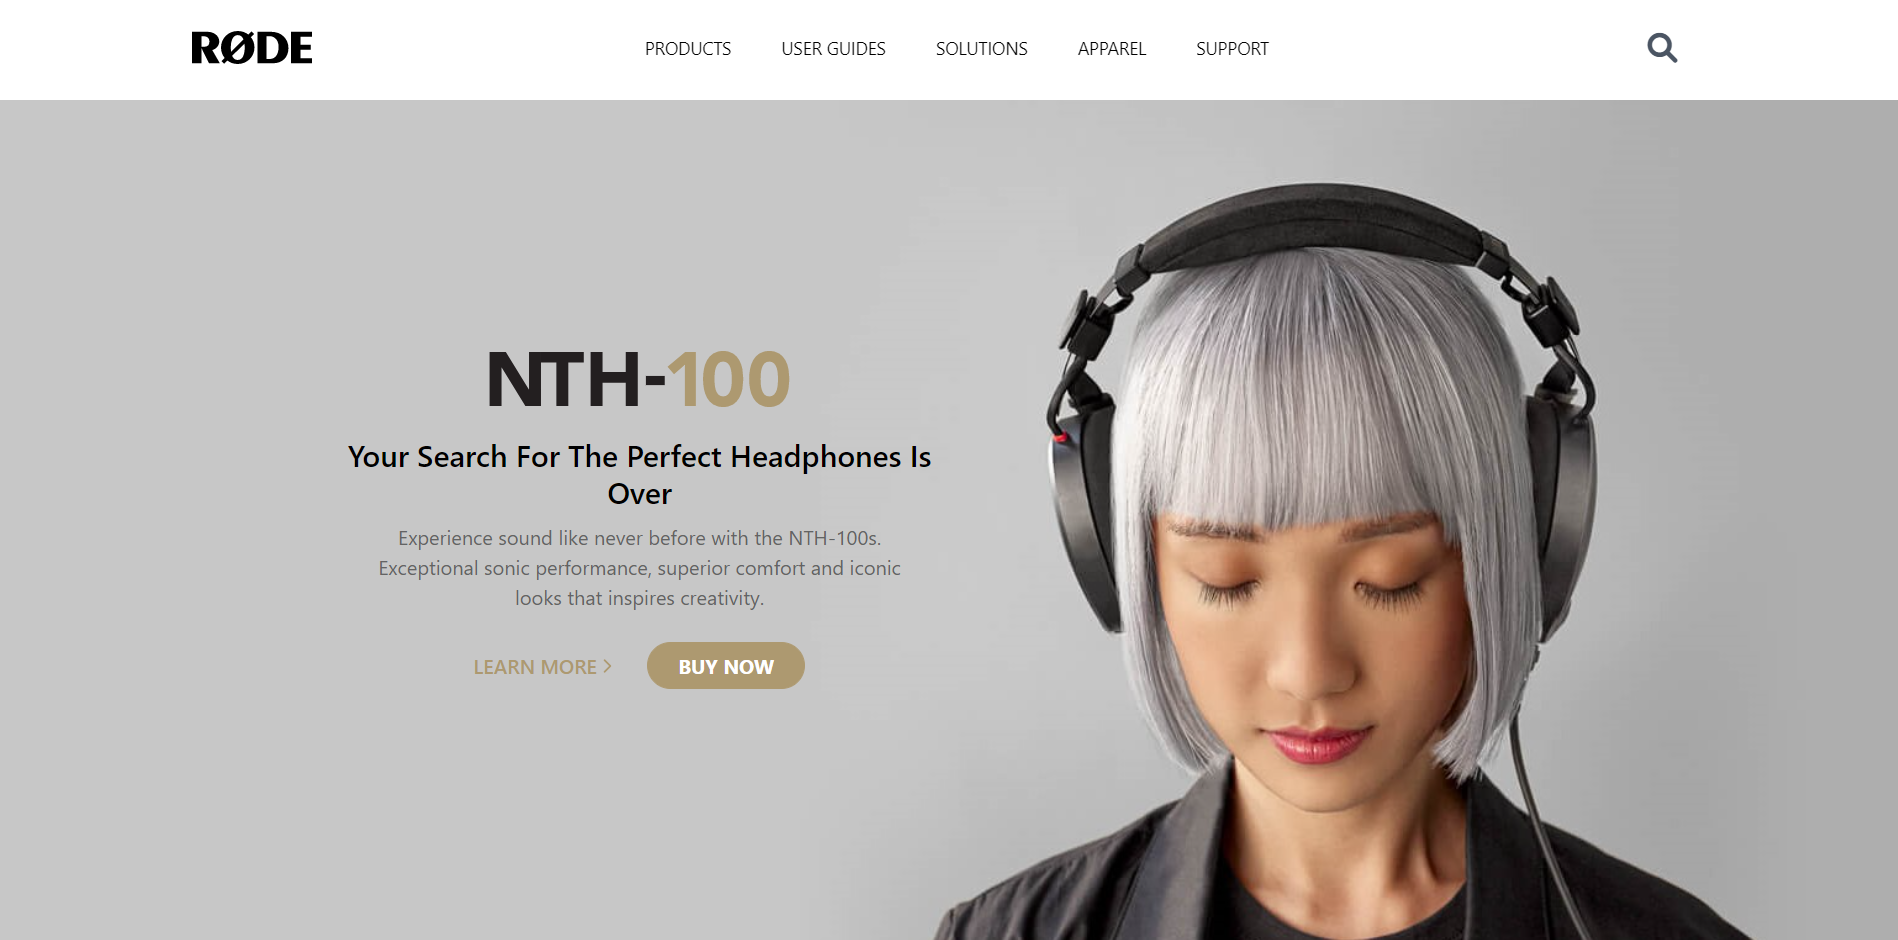 RØDE
PRODUCTS
USER GUIDES
SOLUTIONS
APPAREL
SUPPORT
NTH-100
Your Search For The Perfect Headphones Is
Over
Experience sound like never before with the NTH-100s.
Exceptional sonic performance, superior comfort and iconic
looks that inspires creativity.
LEARN MORE >
BUY NOW